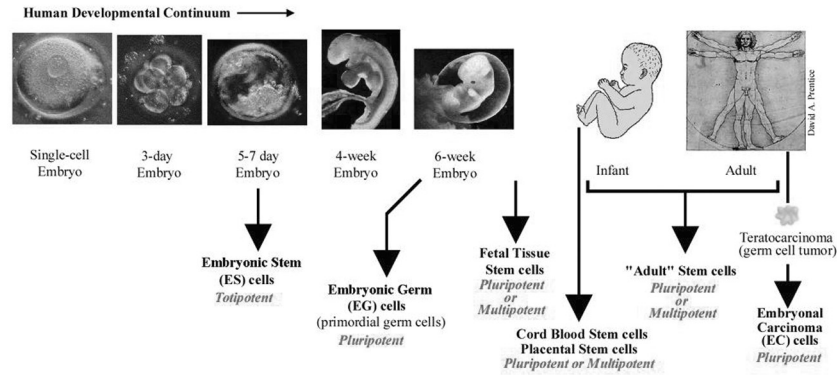 Human Developmental Continuum
David A. Prentice
Single-cell
Embryo
3-day
Embryo
5-7 day
Embryo
4-week
Embryo
6-week
Embryo
Infant
Adult
Embryonic Stem
(ES) cells
Totipotent
Embryonic Germ
(EG) cells
(primordial germ cells)
Pluripotent
Fetal Tissue
Stem cells
Pluripotent
or
Multipotent
Cord Blood Stem cells
Placental Stem cells
Pluripotent or Multipotent
"Adult" Stem cells
Pluripotent
or
Multipotent
Teratocarcinoma
(germ cell tumor)
Embryonal
Carcinoma
(EC) cells
Pluripotent